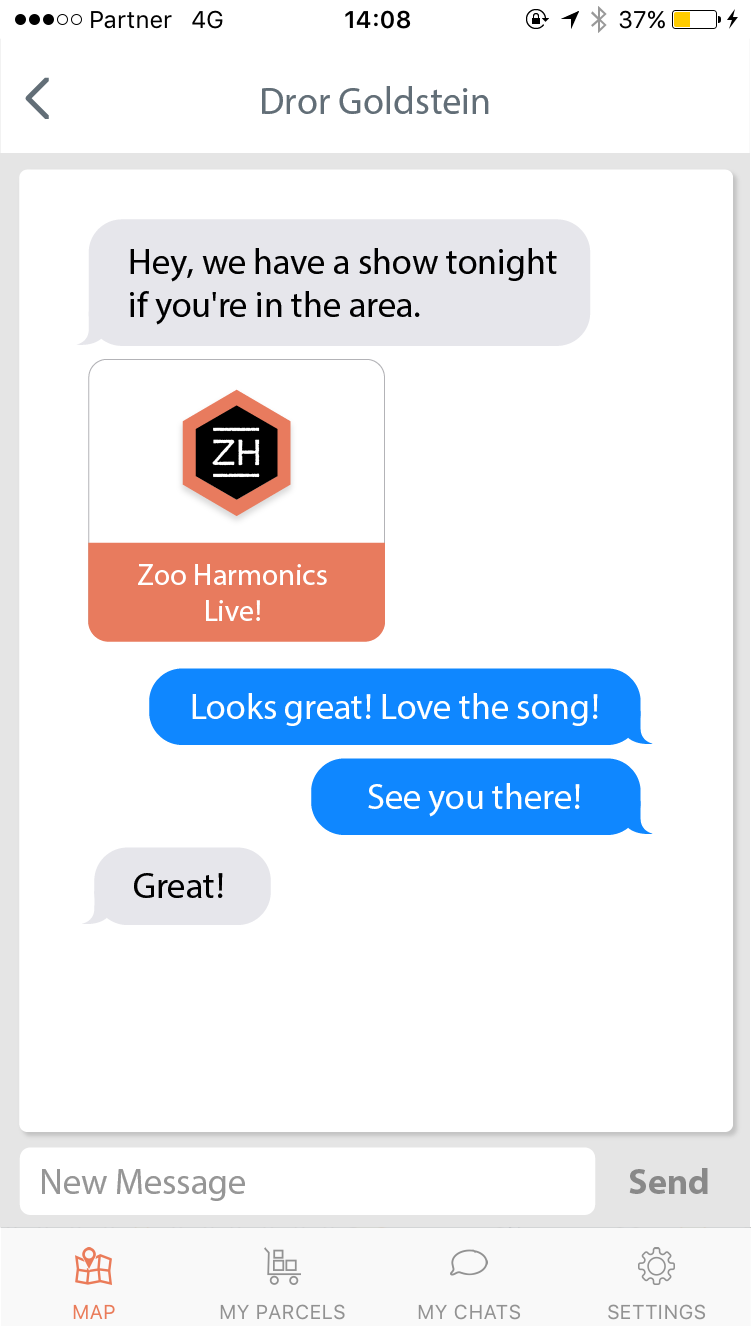 Partner 4G 14:08 37%
Dror Goldstein
Hey, we have a show tonight
if you're in the area.
ZH
Zoo Harmonics
Live!
Looks great! Love the song!
See you there!
Great!
New Message Send
MAP MY PARCELS MY CHATS SETTINGS